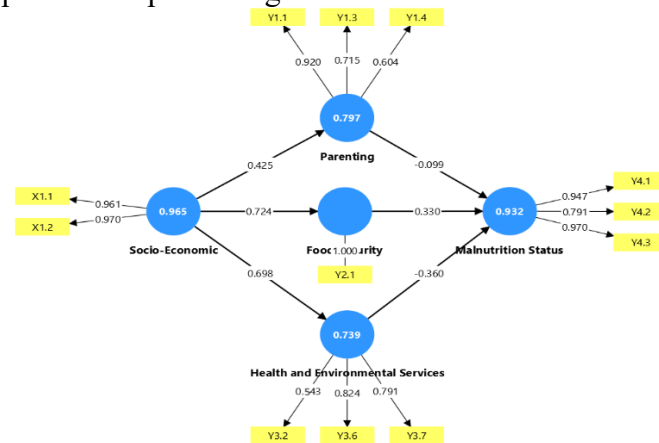 Y1.1 Y1.3 Y1.4
0.920 0.715 0.604
0.797
Parenting
0.425 -0.099
X1.1 0.961
X1.2 0.970
0.965
Socio-Economic
0.724 0.330
1.000
Y2.1
0.932
Malnutrition Status
0.947 Y4.1
0.791 Y4.2
0.970 Y4.3
0.698 -0.360
0.739
Health and Environmental Services
0.543 0.824 0.791
Y3.2 Y3.6 Y3.7